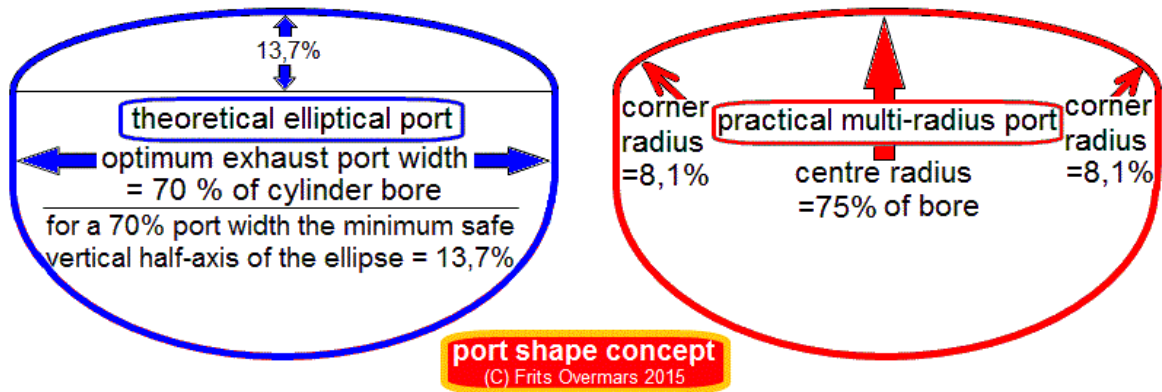 13,7%
theoretical elliptical port
optimum exhaust port width
= 70 % of cylinder bore
for a 70% port width the minimum safe
vertical half-axis of the ellipse = 13,7%
corner
radius
=8,1%
practical multi-radius port
centre radius
=75% of bore
corner
radius
=8,1%
port shape concept
(C) Frits Overmars 2015